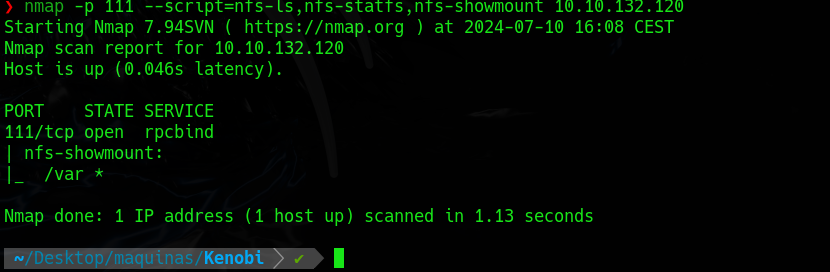 ❯ nmap -p 111 --script=nfs-ls,nfs-statfs,nfs-showmount 10.10.132.120
Starting Nmap 7.94SVN ( https://nmap.org ) at 2024-07-10 16:08 CEST
Nmap scan report for 10.10.132.120
Host is up (0.046s latency).
PORT    STATE SERVICE
111/tcp open  rpcbind
| nfs-showmount:
|_  /var *
Nmap done: 1 IP address (1 host up) scanned in 1.13 seconds
~/Desktop/maquinas/Kenobi ✔